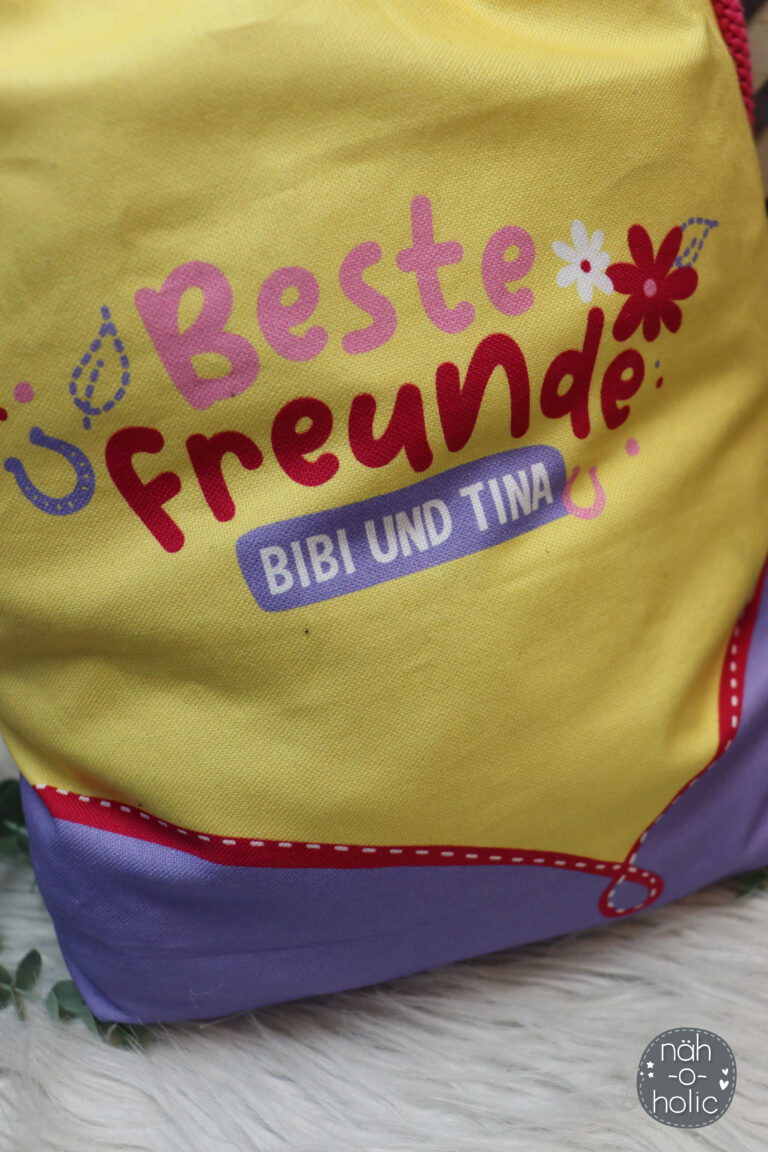 Beste
Freunde
BIBI UND TINA
näh
-o-
holic